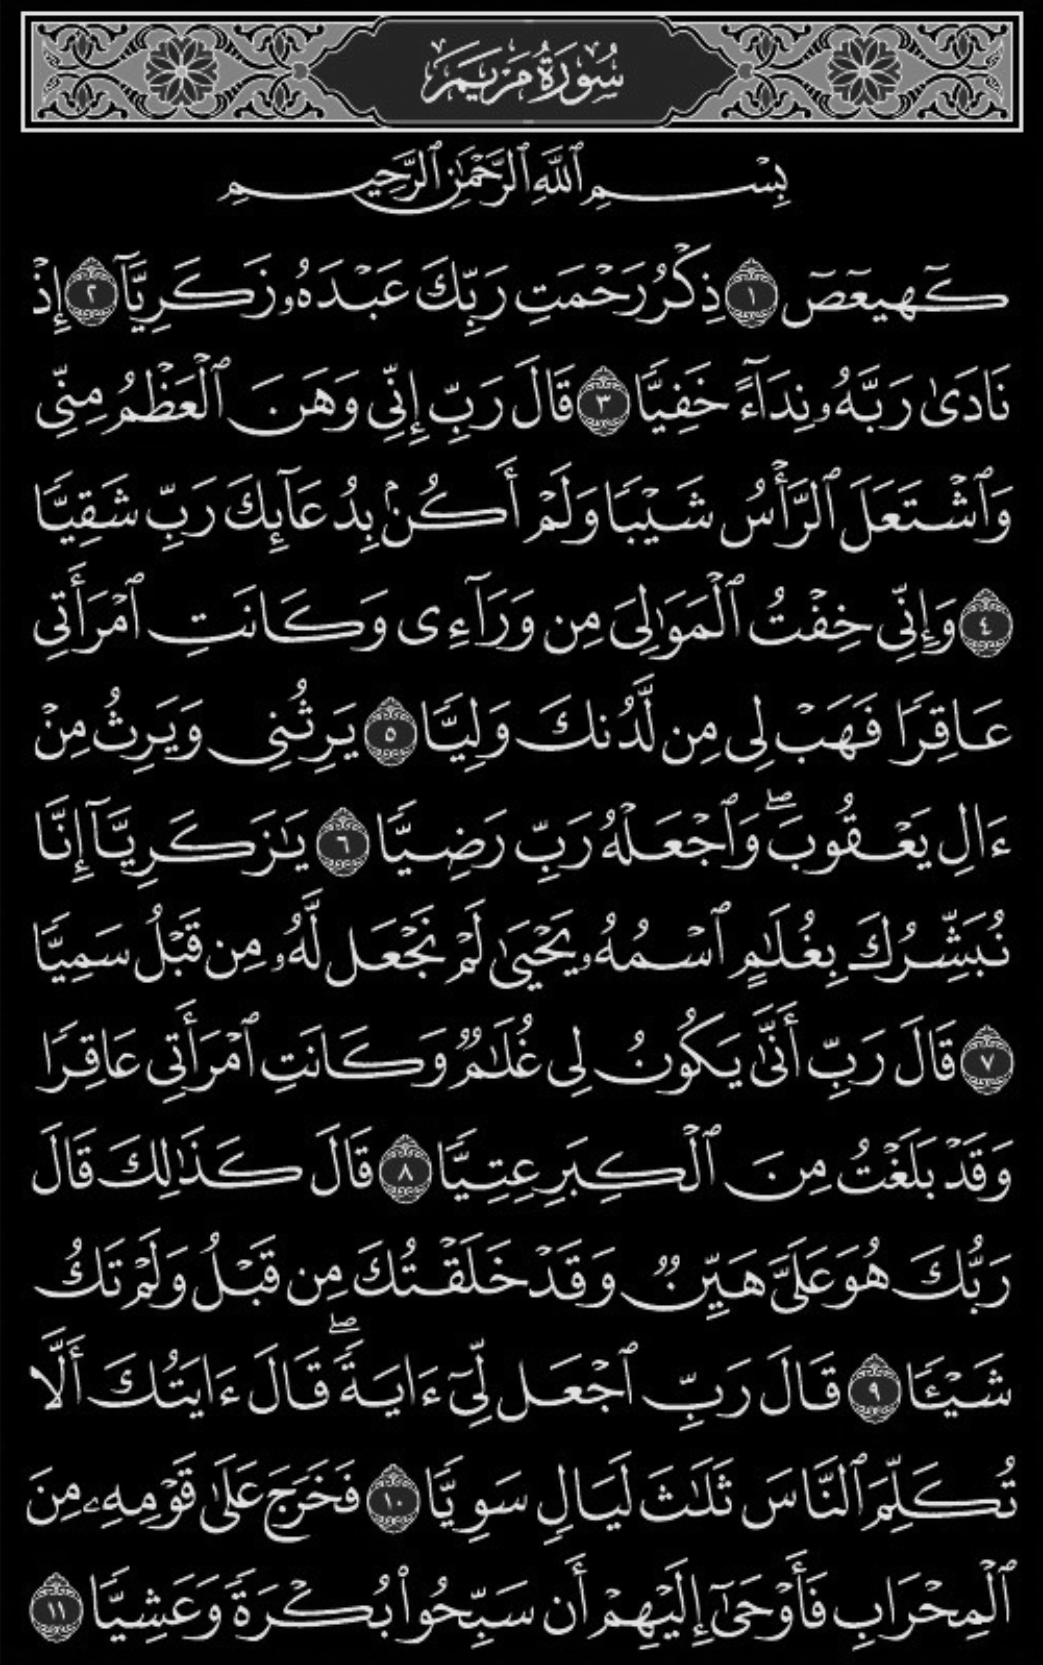 سُورَةُ مَرْيَمَ
بِسْمِ ٱللَّهِ ٱلرَّحْمَٰنِ ٱلرَّحِيمِ
كٓهيعٓصٓ ١ ذِكْرُ رَحْمَتِ رَبِّكَ عَبْدَهُۥ زَكَرِيَّآ ٢ إِذْ
نَادَىٰ رَبَّهُۥ نِدَآءً خَفِيًّا ٣ قَالَ رَبِّ إِنِّى وَهَنَ ٱلْعَظْمُ مِنِّى
وَٱشْتَعَلَ ٱلرَّأْسُ شَيْبًا وَلَمْ أَكُنۢ بِدُعَآئِكَ رَبِّ شَقِيًّا
٤ وَإِنِّى خِفْتُ ٱلْمَوَٰلِىَ مِن وَرَآءِى وَكَانَتِ ٱمْرَأَتِى
عَاقِرًا فَهَبْ لِى مِن لَّدُنكَ وَلِيًّا ٥ يَرِثُنِى وَيَرِثُ مِنْ
ءَالِ يَعْقُوبَۖ وَٱجْعَلْهُ رَبِّ رَضِيًّا ٦ يَٰزَكَرِيَّآ إِنَّا
نُبَشِّرُكَ بِغُلَٰمٍ ٱسْمُهُۥ يَحْيَىٰ لَمْ نَجْعَل لَّهُۥ مِن قَبْلُ سَمِيًّا
٧ قَالَ رَبِّ أَنَّىٰ يَكُونُ لِى غُلَٰمٌ وَكَانَتِ ٱمْرَأَتِى عَاقِرًا
وَقَدْ بَلَغْتُ مِنَ ٱلْكِبَرِ عِتِيًّا ٨ قَالَ كَذَٰلِكَ قَالَ
رَبُّكَ هُوَ عَلَىَّ هَيِّنٌ وَقَدْ خَلَقْتُكَ مِن قَبْلُ وَلَمْ تَكُ
شَيْـًٔا ٩ قَالَ رَبِّ ٱجْعَل لِّىٓ ءَايَةًۖ قَالَ ءَايَتُكَ أَلَّا
تُكَلِّمَ ٱلنَّاسَ ثَلَٰثَ لَيَالٍ سَوِيًّا ١٠ فَخَرَجَ عَلَىٰ قَوْمِهِۦ مِنَ
ٱلْمِحْرَابِ فَأَوْحَىٰٓ إِلَيْهِمْ أَن سَبِّحُوا۟ بُكْرَةً وَعَشِيًّا ١١